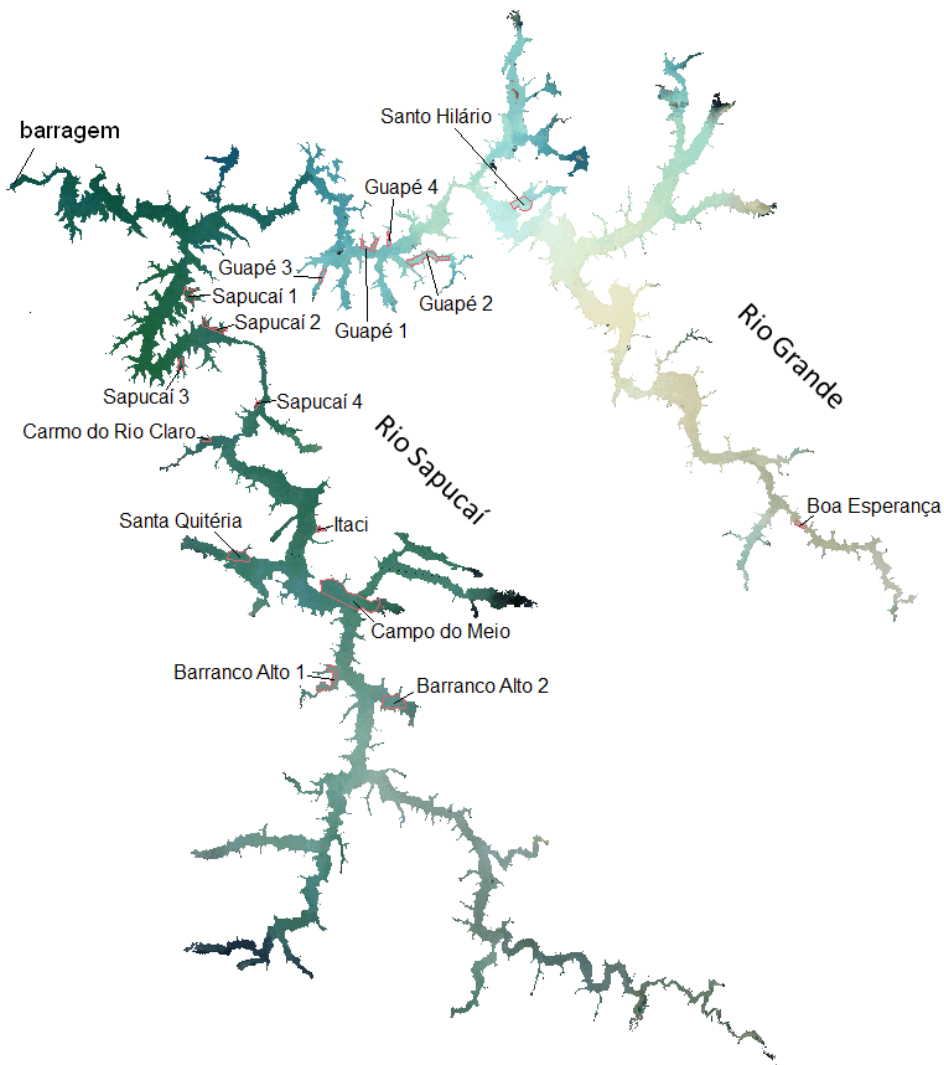 Santo Hilário
barragem
Guapé 4
Guapé 3
Sapucaí 1
Guapé 2
Sapucaí 2
Guapé 1
Rio Grande
Sapucaí 3
Sapucaí 4
Carmo do Rio Claro
Rio Sapucaí
Boa Esperança
Santa Quitéria
Itaci
Campo do Meio
Barranco Alto 1
Barranco Alto 2